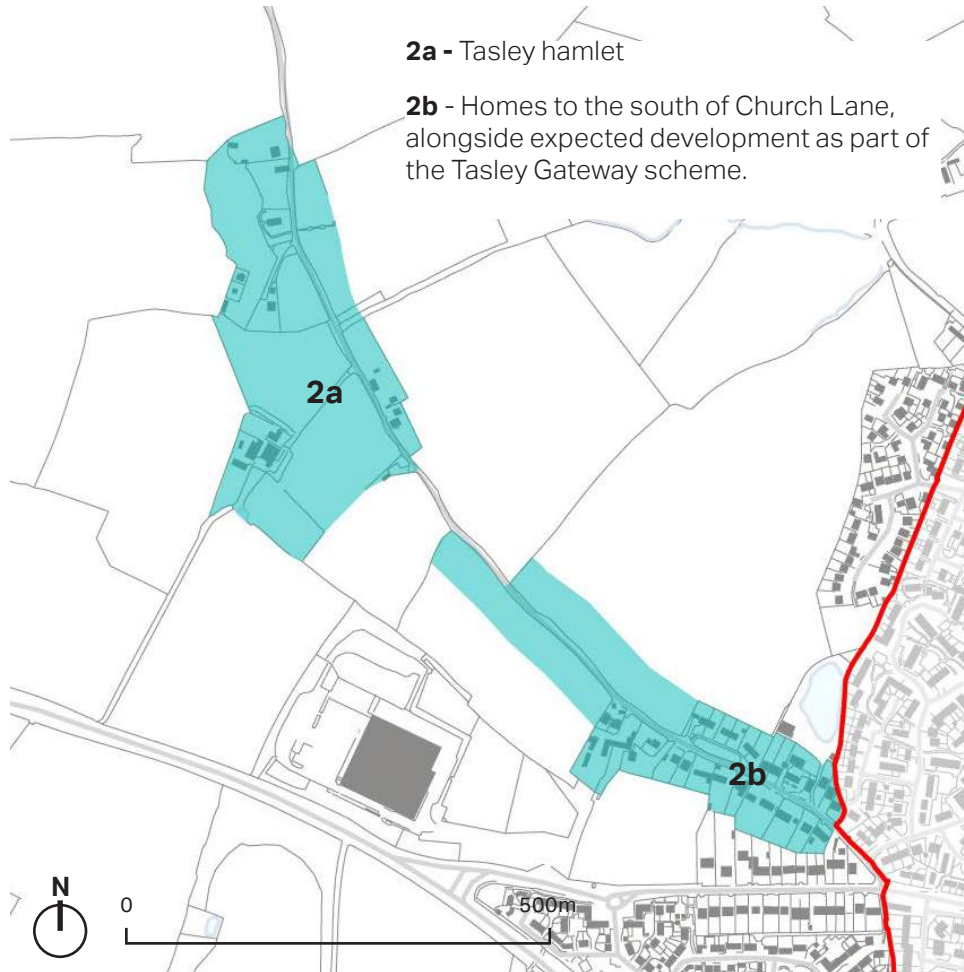 2a - Tasley hamlet
2b - Homes to the south of Church Lane,
alongside expected development as part of
the Tasley Gateway scheme.
2a
2b
N
0
500m